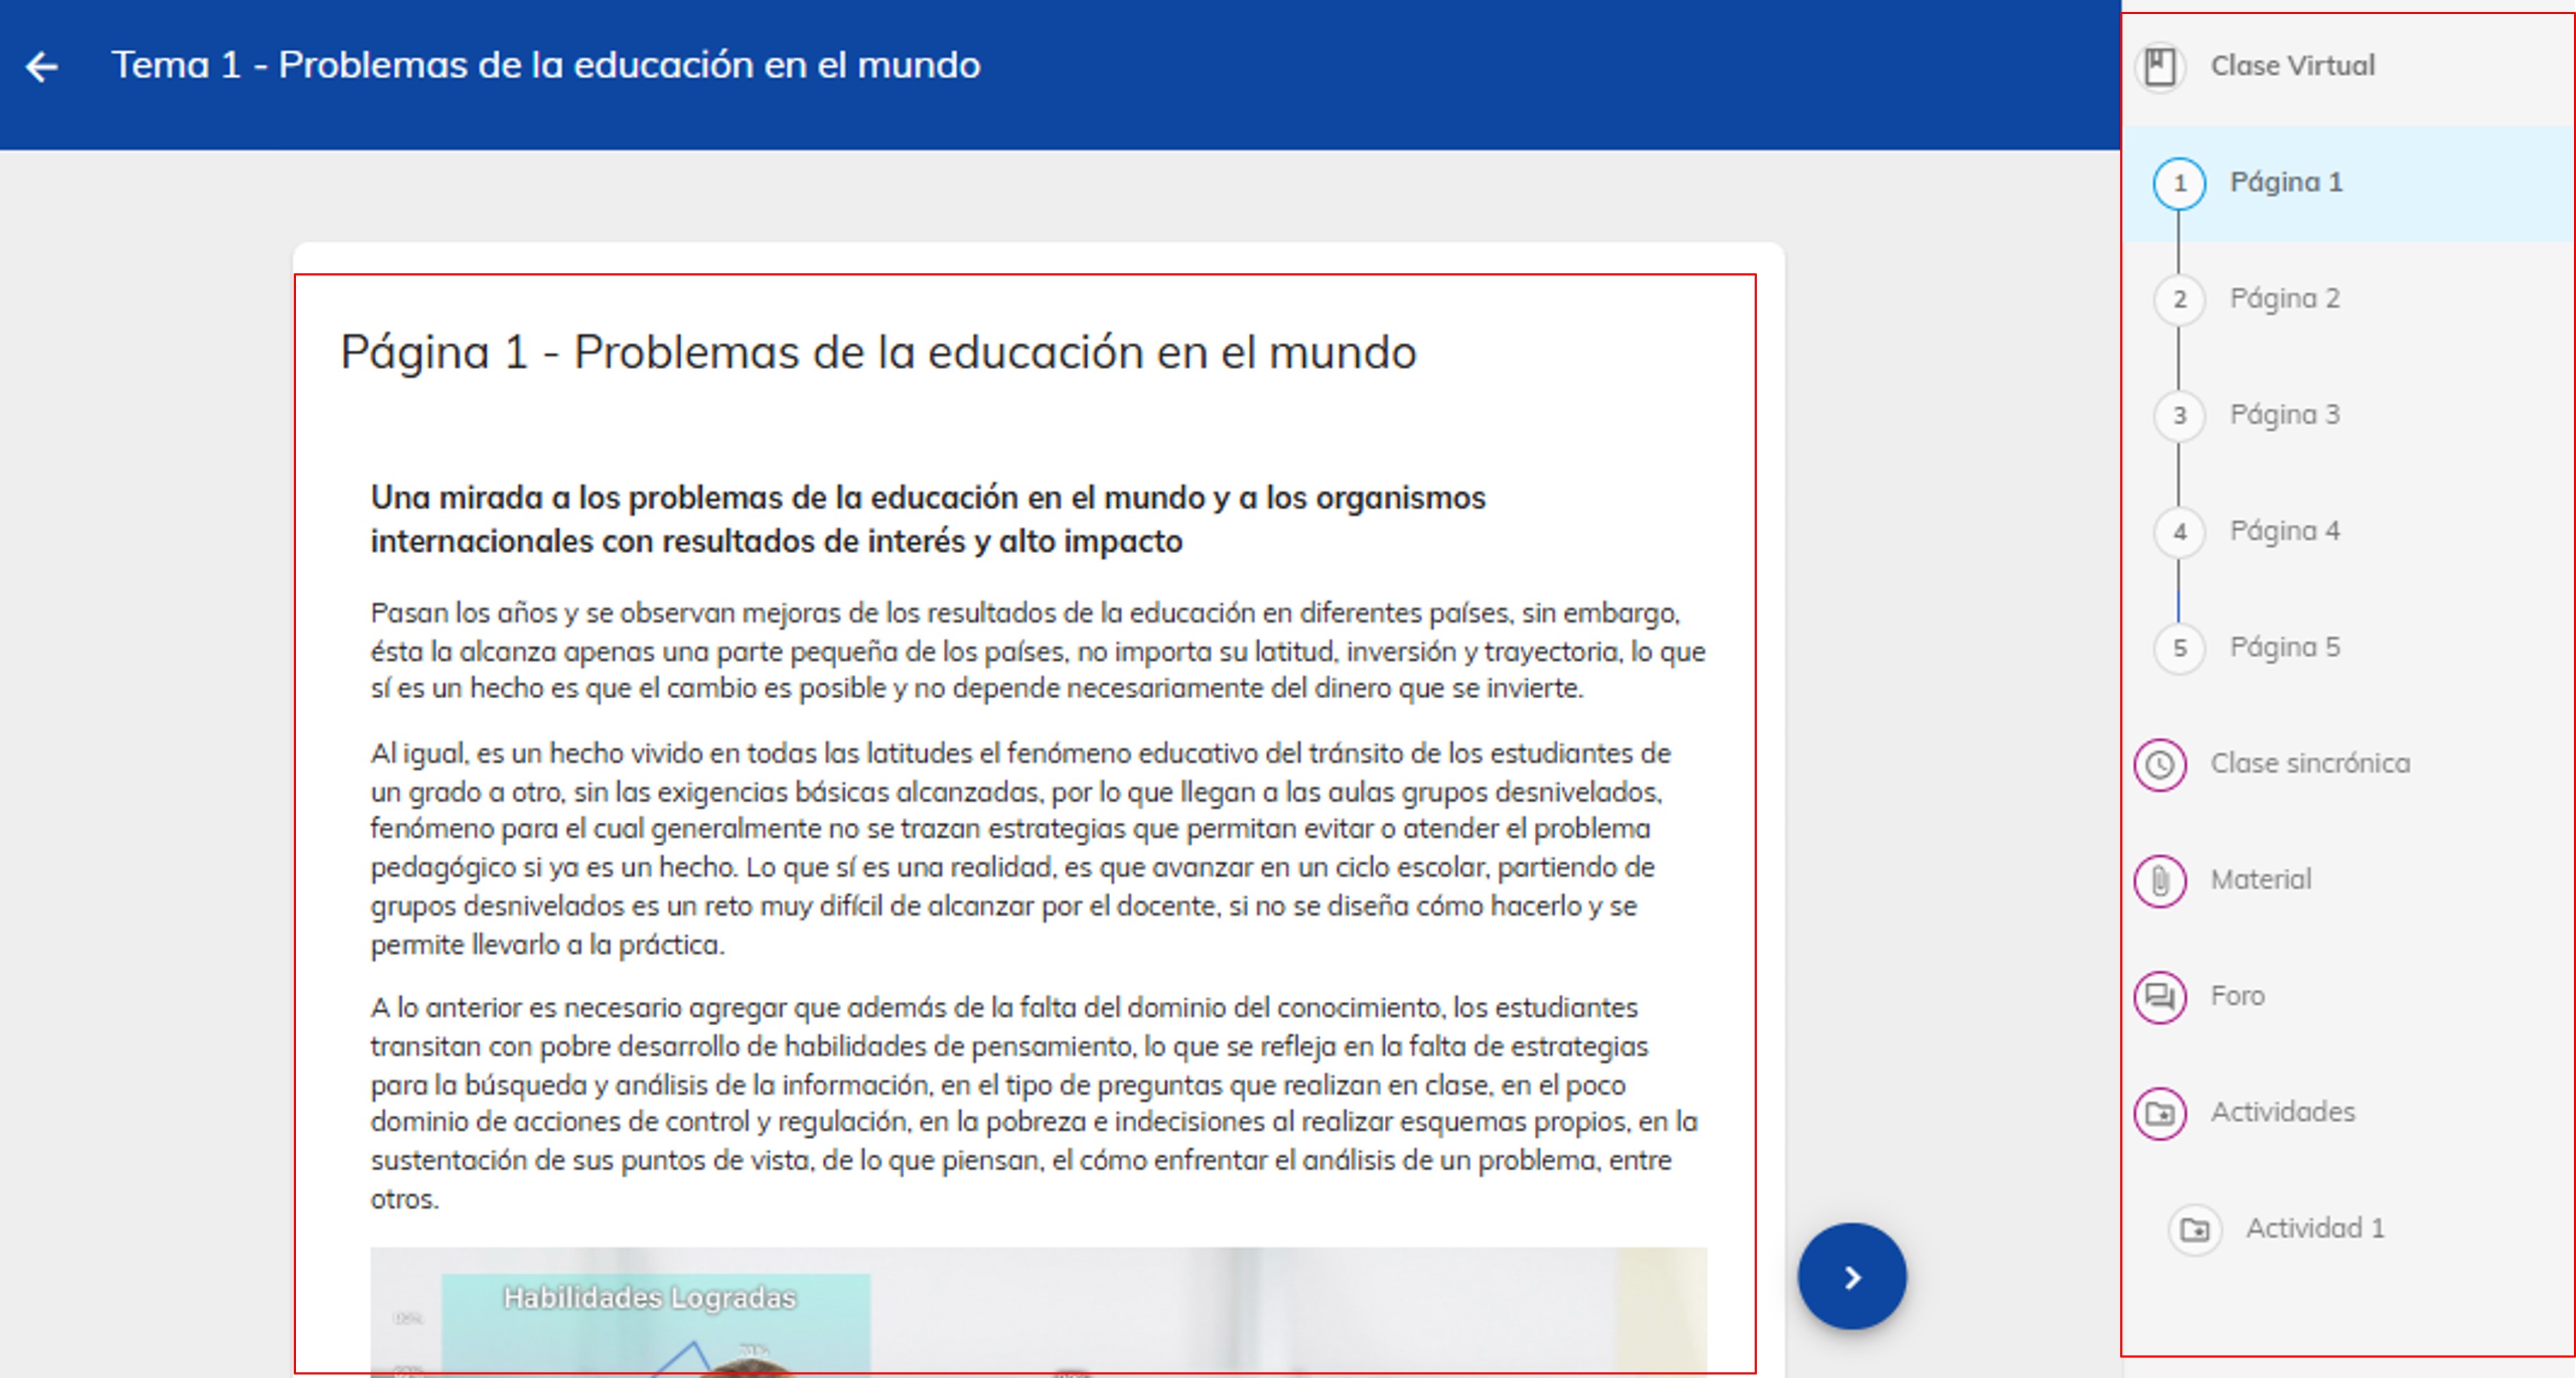 Tema 1 - Problemas de la educación en el mundo
Página 1 - Problemas de la educación en el mundo
Una mirada a los problemas de la educación en el mundo y a los organismos
internacionales con resultados de interés y alto impacto
Pasan los años y se observan mejoras de los resultados de la educación en diferentes países, sin embargo,
ésta la alcanza apenas una parte pequeña de los países, no importa su latitud, inversión y trayectoria, lo que
sí es un hecho es que el cambio es posible y no depende necesariamente del dinero que se invierte.
Al igual, es un hecho vivido en todas las latitudes el fenómeno educativo del tránsito de los estudiantes de
un grado a otro, sin las exigencias básicas alcanzadas, por lo que llegan a las aulas grupos desnivelados,
fenómeno para el cual generalmente no se trazan estrategias que permitan evitar o atender el problema
pedagógico si ya es un hecho. Lo que sí es una realidad, es que avanzar en un ciclo escolar, partiendo de
grupos desnivelados es un reto muy difícil de alcanzar por el docente, si no se diseña cómo hacerlo y se
permite llevarlo a la práctica.
A lo anterior es necesario agregar que además de la falta del dominio del conocimiento, los estudiantes
transitan con pobre desarrollo de habilidades de pensamiento, lo que se refleja en la falta de estrategias
para la búsqueda y análisis de la información, en el tipo de preguntas que realizan en clase, en el poco
dominio de acciones de control y regulación, en la pobreza e indecisiones al realizar esquemas propios, en la
sustentación de sus puntos de vista, de lo que piensan, el cómo enfrentar el análisis de un problema, entre
otros.
Habilidades Logradas
Clase Virtual
1 Página 1
2 Página 2
3 Página 3
4 Página 4
5 Página 5
Clase sincrónica
Material
Foro
Actividades
Actividad 1